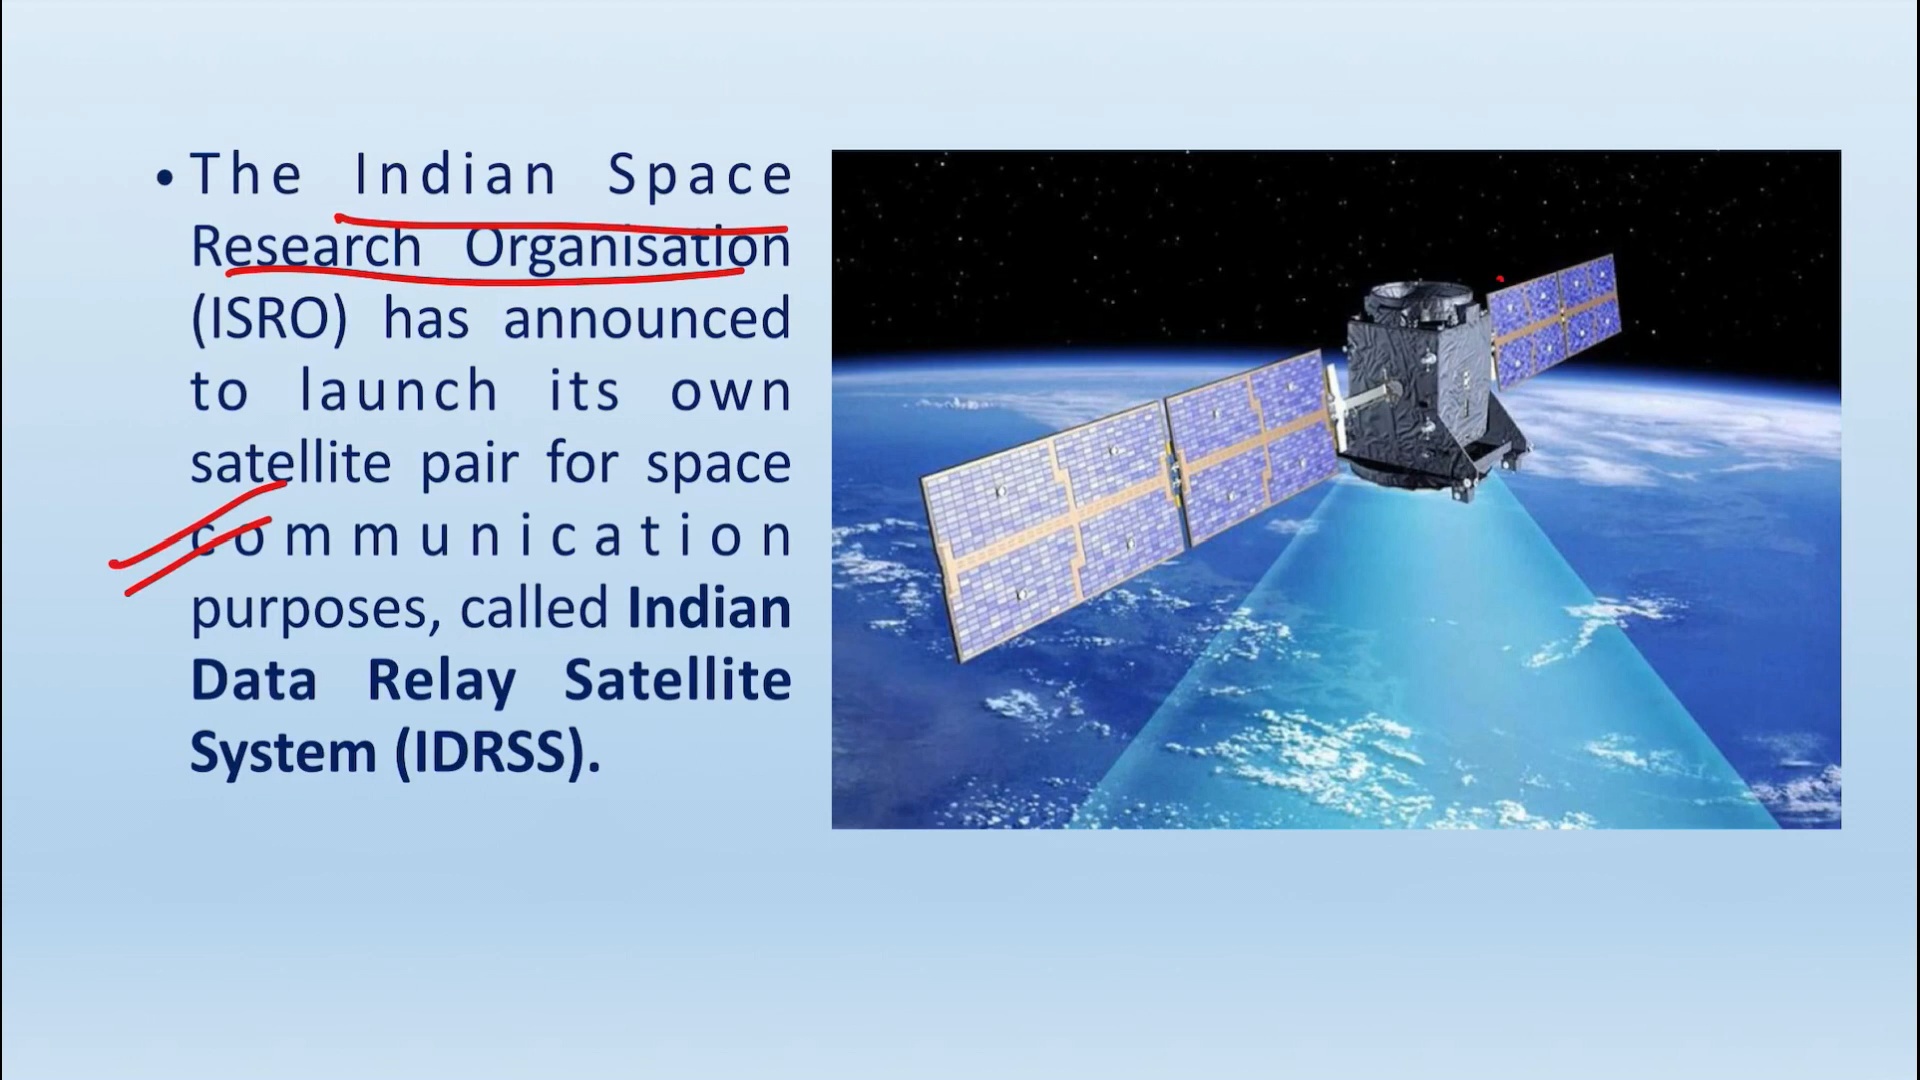 • The Indian Space
Research Organisation
(ISRO) has announced
to launch its own
satellite pair for space
communication
purposes, called Indian
Data Relay Satellite
System (IDRSS).